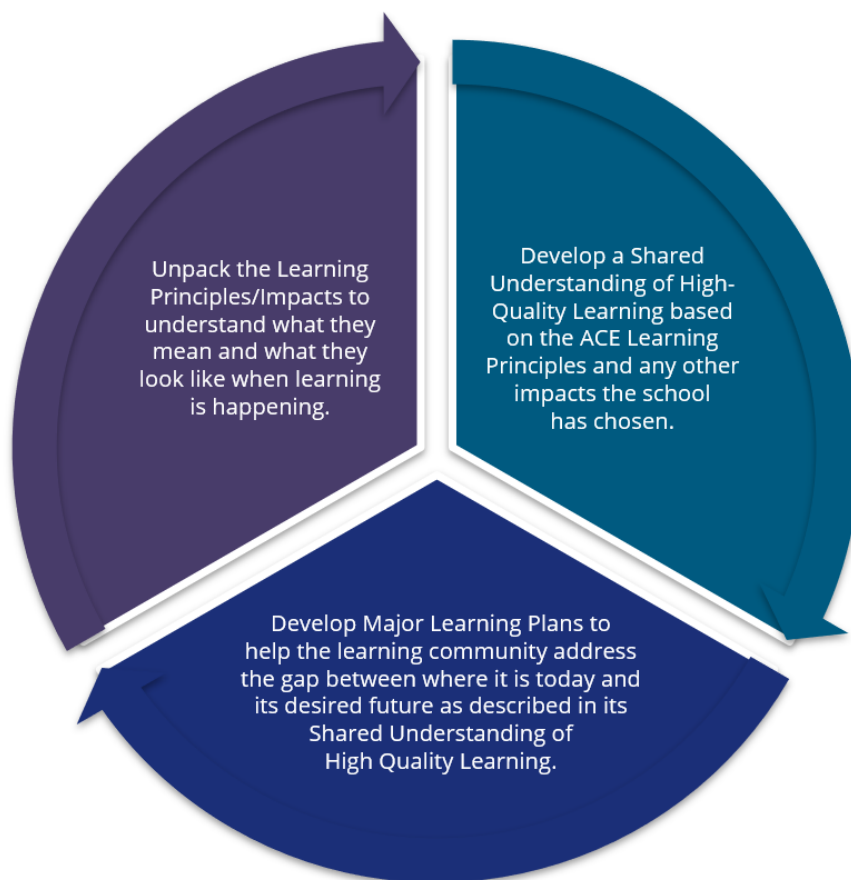 Unpack the Learning
Principles/Impacts to
understand what they
mean and what they
look like when learning
is happening.
Develop a Shared
Understanding of High-
Quality Learning based
on the ACE Learning
Principles and any other
impacts the school
has chosen.
Develop Major Learning Plans to
help the learning community address
the gap between where it is today and
its desired future as described in its
Shared Understanding of
High Quality Learning.